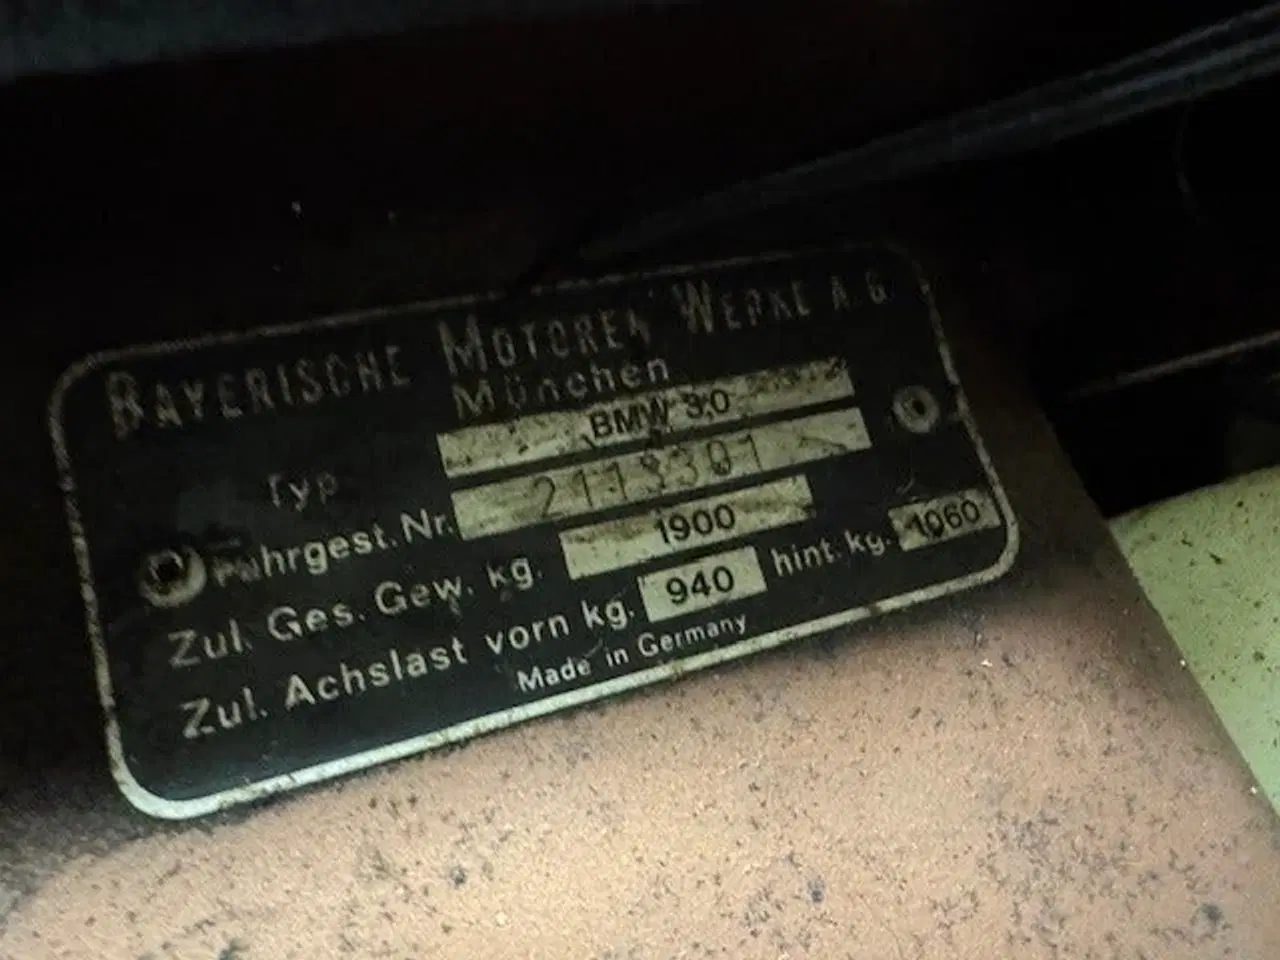 BAYERISCHE MOTOREN WERKE A.G
München
Typ BMW 3,0
Fahrgest. Nr. 2113301
Zul. Ges. Gew. kg. 1900
Zul. Achslast vorn kg. 940 hint. kg. 1060
Made in Germany